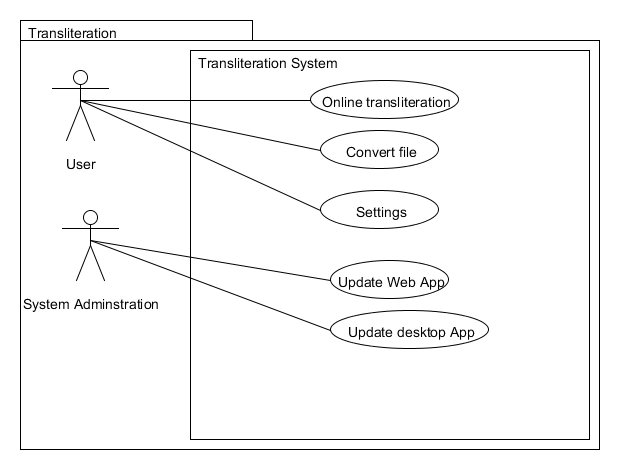 Transliteration
Transliteration System
Online transliteration
Convert file
User
Settings
Update Web App
System Adminstration
Update desktop App